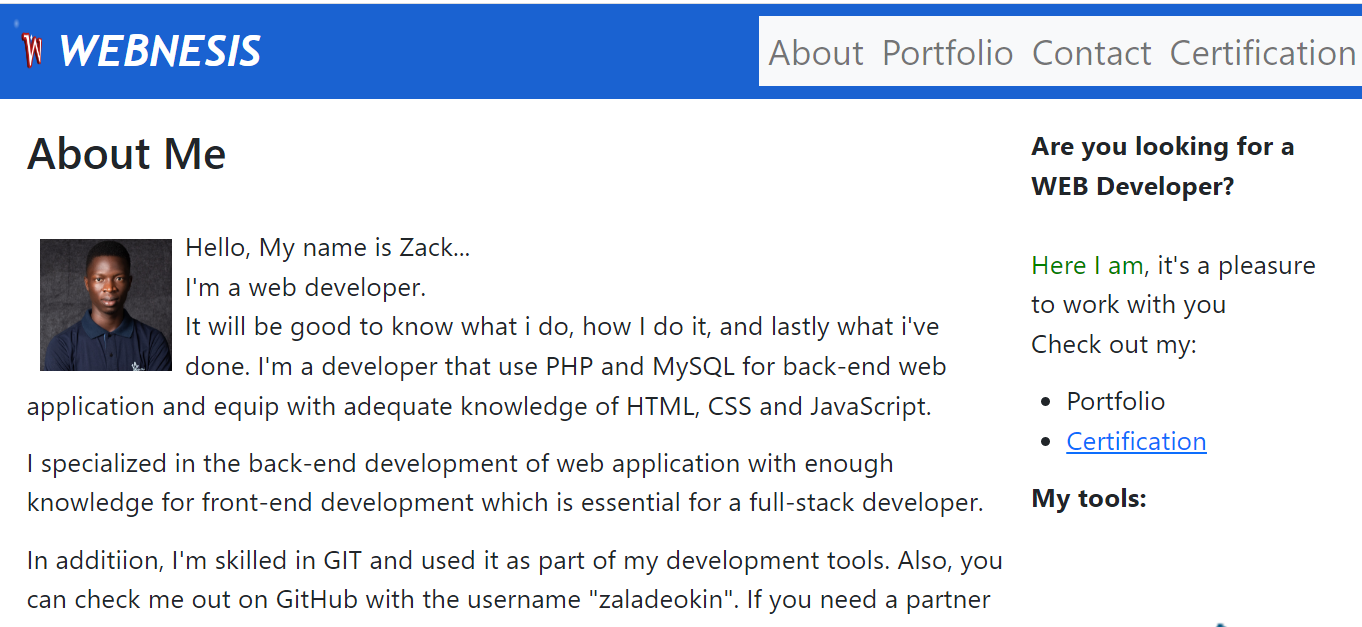 W WEBNESIS
About Portfolio Contact Certification
About Me
Hello, My name is Zack...
I'm a web developer.
It will be good to know what i do, how I do it, and lastly what i've
done. I'm a developer that use PHP and MySQL for back-end web
application and equip with adequate knowledge of HTML, CSS and JavaScript.
I specialized in the back-end development of web application with enough
knowledge for front-end development which is essential for a full-stack developer.
In additiion, I'm skilled in GIT and used it as part of my development tools. Also, you
can check me out on GitHub with the username "zaladeokin". If you need a partner
Are you looking for a
WEB Developer?
Here I am, it's a pleasure
to work with you
Check out my:
Portfolio
Certification
My tools: